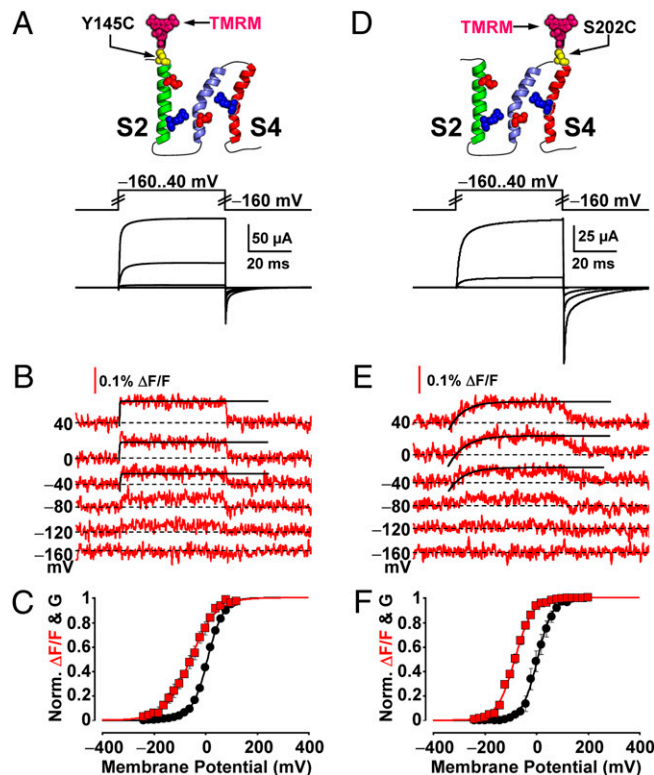 A
Y145C
TMRM
S2
S4
−160..40 mV
−160 mV
50 µA
20 ms
B
0.1% ΔF/F
40
0
−40
−80
−120
−160
mV
C
Norm. ΔF/F & G
1
0.8
0.6
0.4
0.2
0
−400 −200 0 200 400
Membrane Potential (mV)
D
TMRM
S202C
S2
S4
−160..40 mV
−160 mV
25 µA
20 ms
E
0.1% ΔF/F
40
0
−40
−80
−120
−160
mV
F
Norm. ΔF/F & G
1
0.8
0.6
0.4
0.2
0
−400 −200 0 200 400
Membrane Potential (mV)